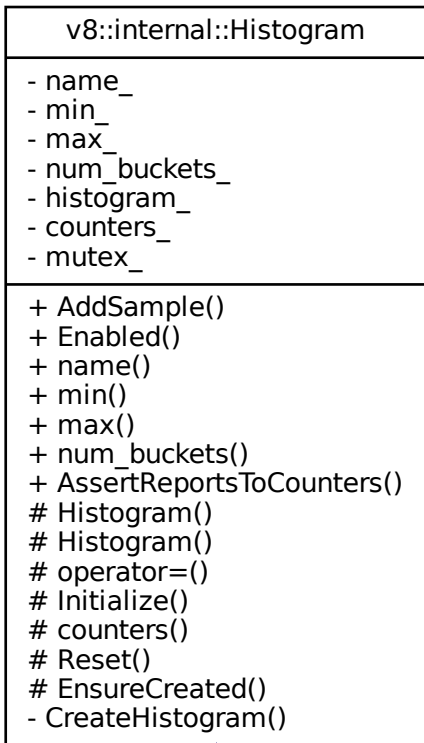 v8::internal::Histogram
- name_
- min_
- max_
- num_buckets_
- histogram_
- counters_
- mutex_
+ AddSample()
+ Enabled()
+ name()
+ min()
+ max()
+ num_buckets()
+ AssertReportsToCounters()
# Histogram()
# Histogram()
# operator=()
# Initialize()
# counters()
# Reset()
# EnsureCreated()
- CreateHistogram()